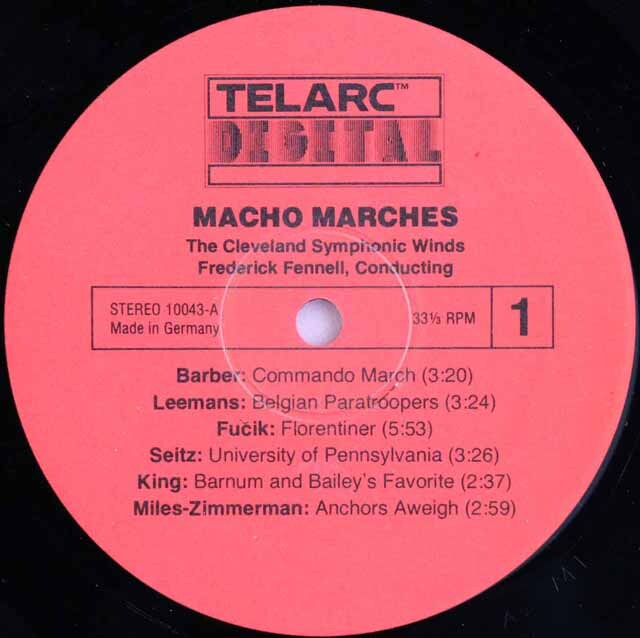 TELARC™
DIGITAL
MACHO MARCHES
The Cleveland Symphonic Winds
Frederick Fennell, Conducting
STEREO 10043-A
Made in Germany
33⅓ RPM
1
Barber: Commando March (3:20)
Leemans: Belgian Paratroopers (3:24)
Fučik: Florentiner (5:53)
Seitz: University of Pennsylvania (3:26)
King: Barnum and Bailey's Favorite (2:37)
Miles-Zimmerman: Anchors Aweigh (2:59)